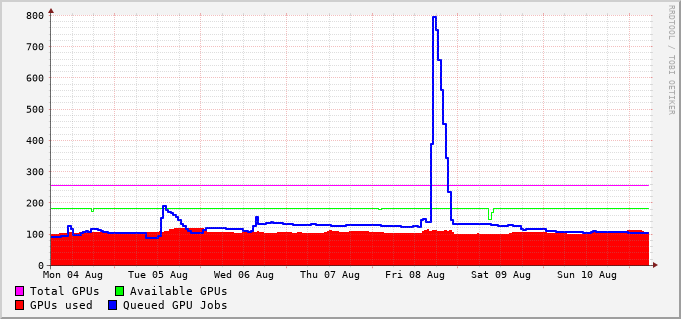 800
700
600
500
400
300
200
100
0
Mon 04 Aug Tue 05 Aug Wed 06 Aug Thu 07 Aug Fri 08 Aug Sat 09 Aug Sun 10 Aug
Total GPUs Available GPUs
GPUs used Queued GPU Jobs
RRDTOOL / TOBI OETIKER